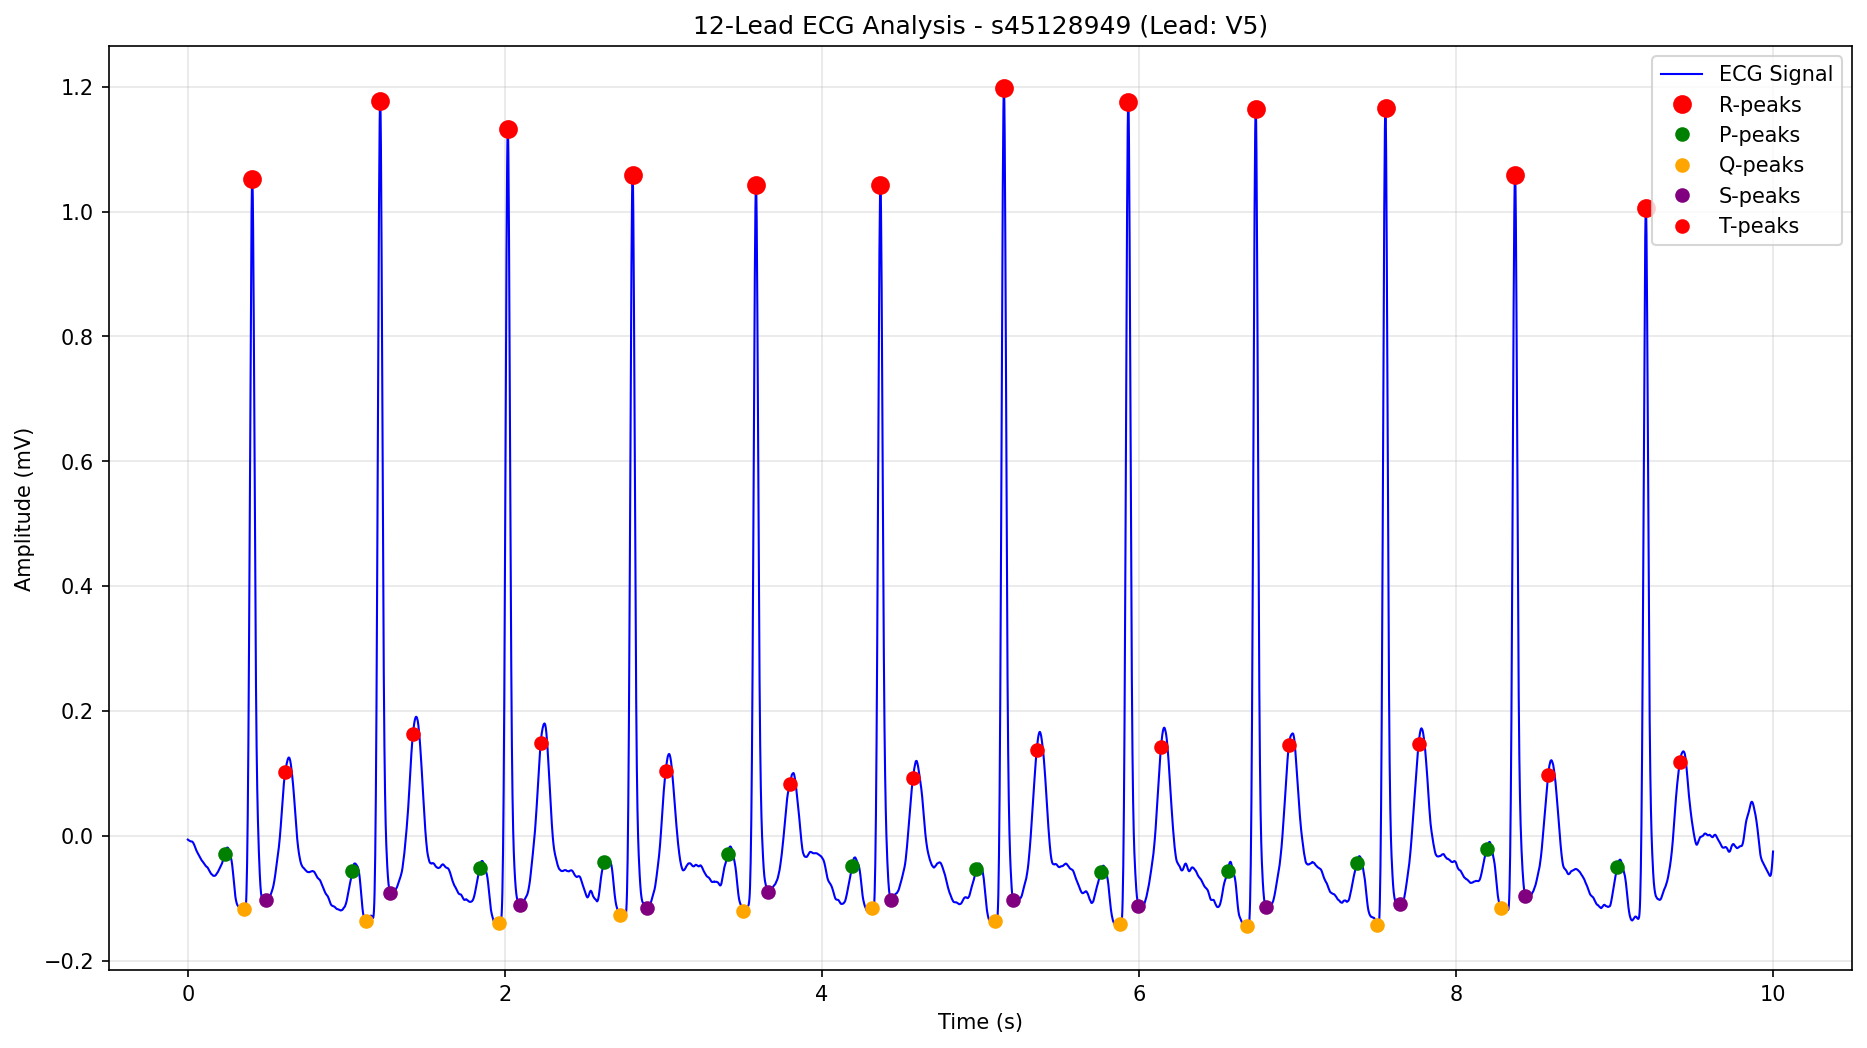 12-Lead ECG Analysis - s45128949 (Lead: V5)
ECG Signal
R-peaks
P-peaks
Q-peaks
S-peaks
T-peaks
1.2
1.0
0.8
0.6
0.4
0.2
0.0
−0.2
Amplitude (mV)
0 2 4 6 8 10
Time (s)